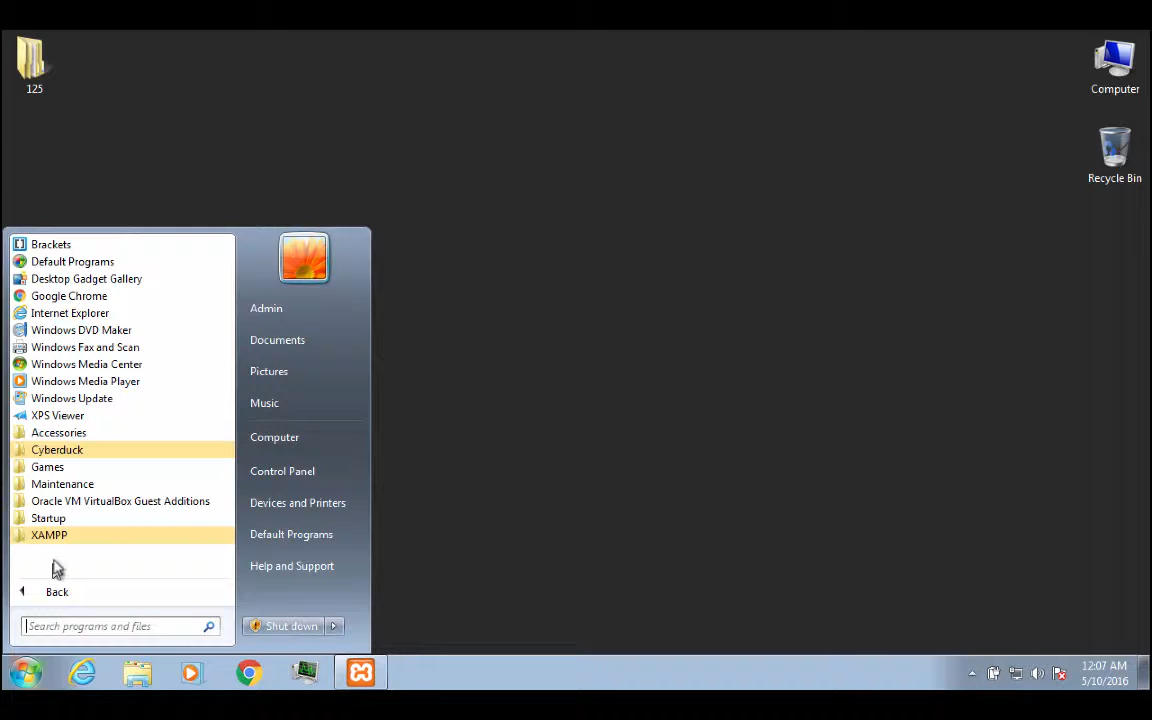 125
Computer
Recycle Bin
Brackets
Default Programs
Desktop Gadget Gallery
Google Chrome
Internet Explorer
Windows DVD Maker
Windows Fax and Scan
Windows Media Center
Windows Media Player
Windows Update
XPS Viewer
Accessories
Cyberduck
Games
Maintenance
Oracle VM VirtualBox Guest Additions
Startup
XAMPP
Back
Search programs and files
Admin
Documents
Pictures
Music
Computer
Control Panel
Devices and Printers
Default Programs
Help and Support
Shut down
12:07 AM
5/10/2016